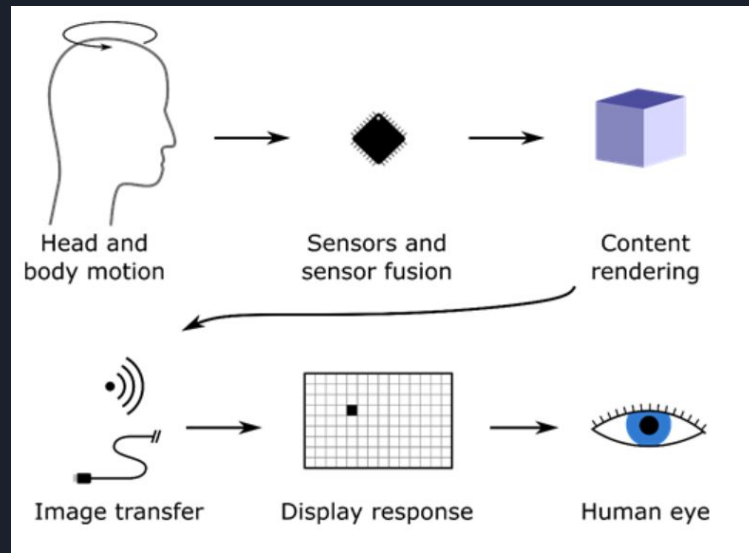 Head and
body motion
Sensors and
sensor fusion
Content
rendering
Image transfer
Display response
Human eye